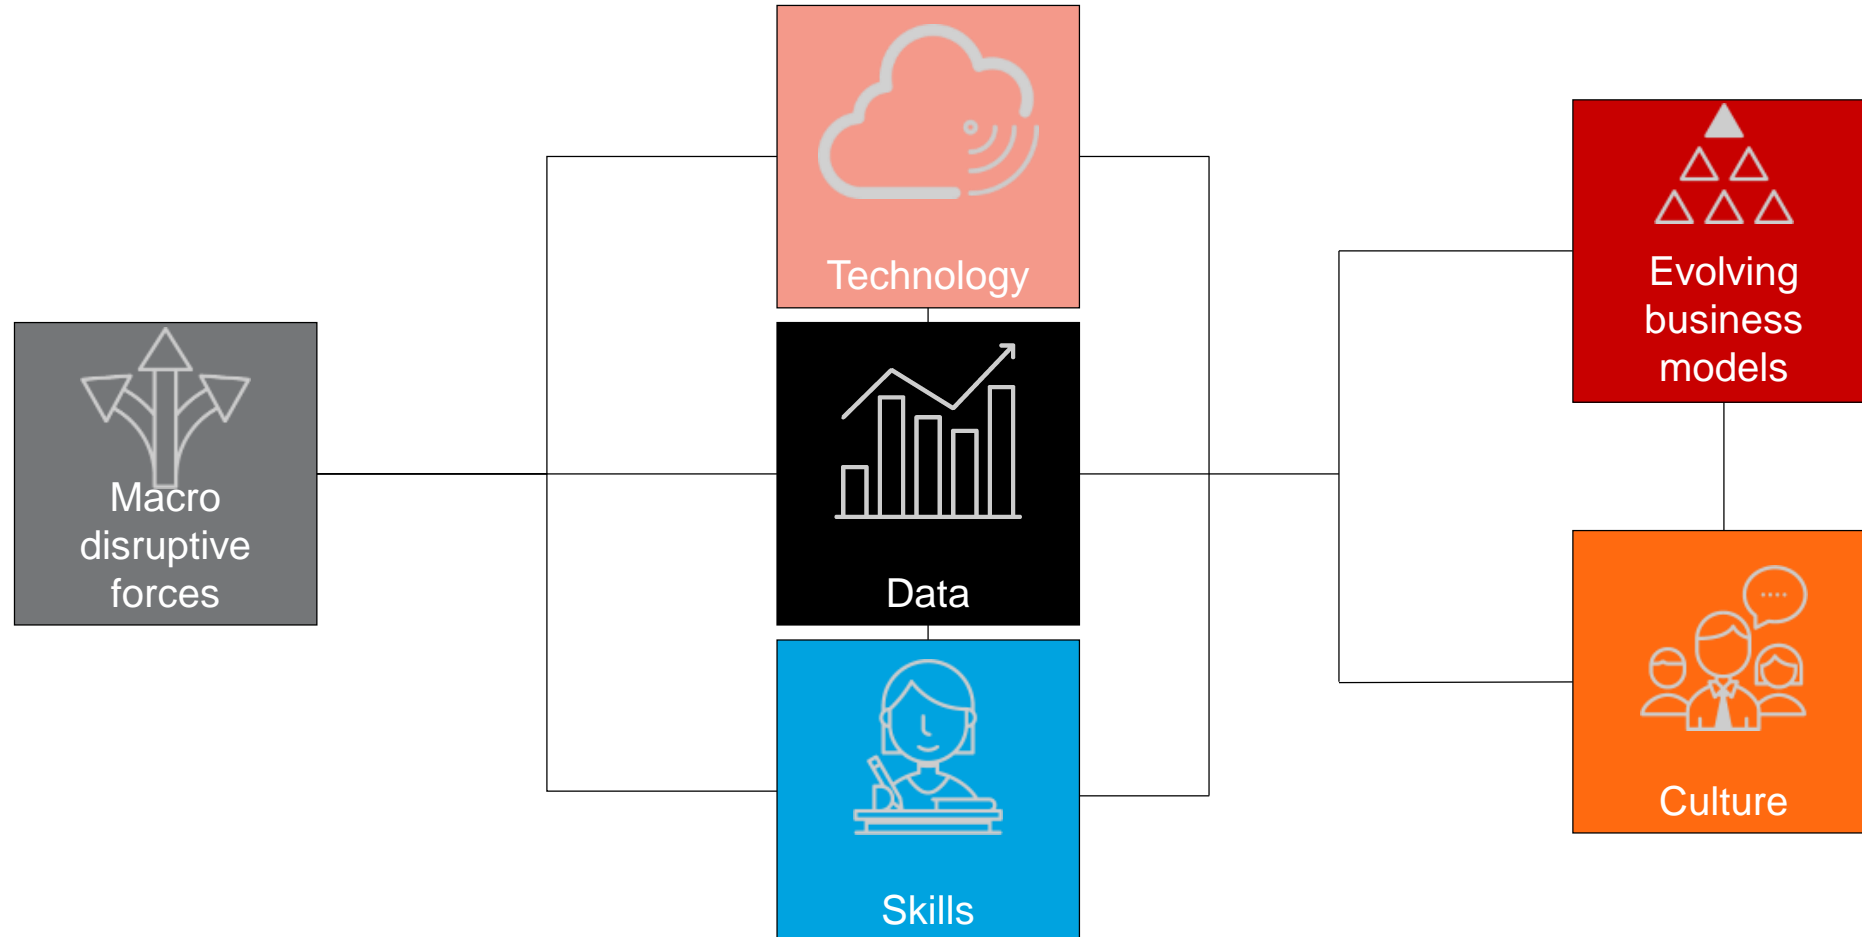 Macro
disruptive
forces
Technology
Data
Skills
Evolving
business
models
Culture